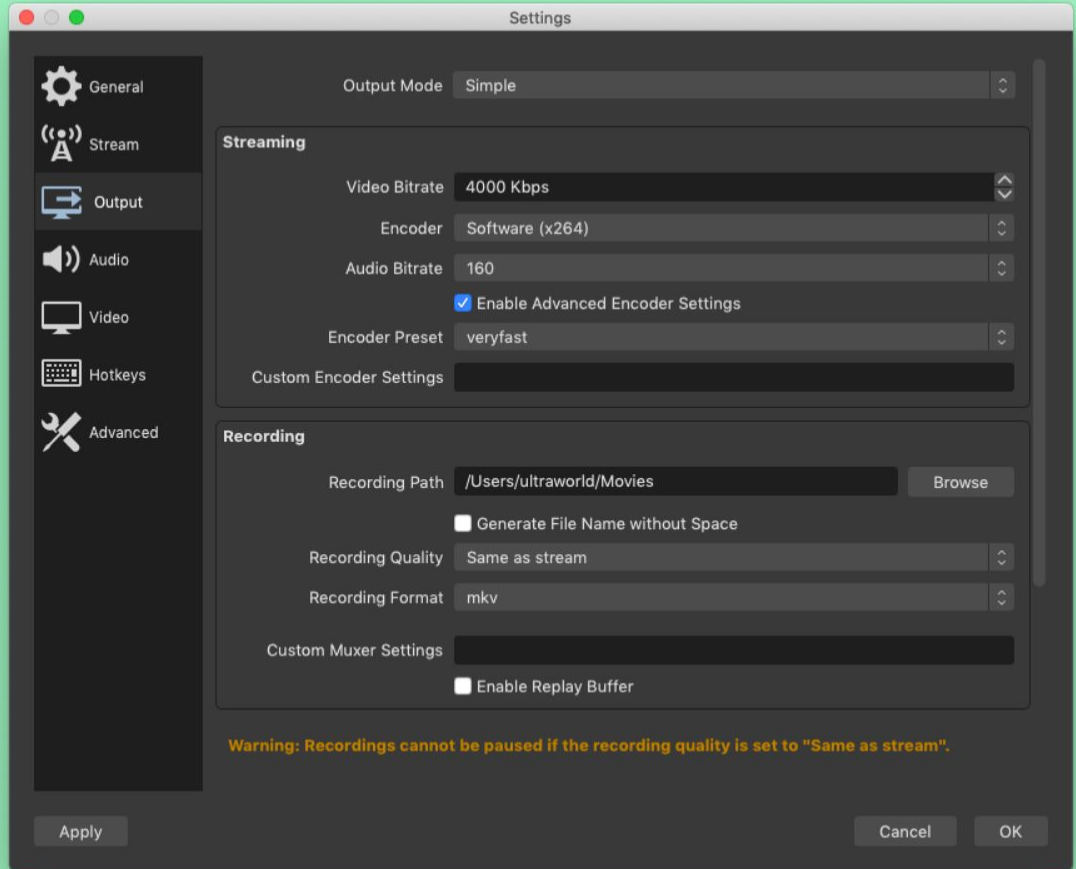 Settings
General
Stream
Output
Audio
Video
Hotkeys
Advanced
Output Mode Simple
Streaming
Video Bitrate 4000 Kbps
Encoder Software (x264)
Audio Bitrate 160
Enable Advanced Encoder Settings
Encoder Preset veryfast
Custom Encoder Settings
Recording
Recording Path /Users/ultraworld/Movies Browse
Generate File Name without Space
Recording Quality Same as stream
Recording Format mkv
Custom Muxer Settings
Enable Replay Buffer
Warning: Recordings cannot be paused if the recording quality is set to "Same as stream".
Apply Cancel OK